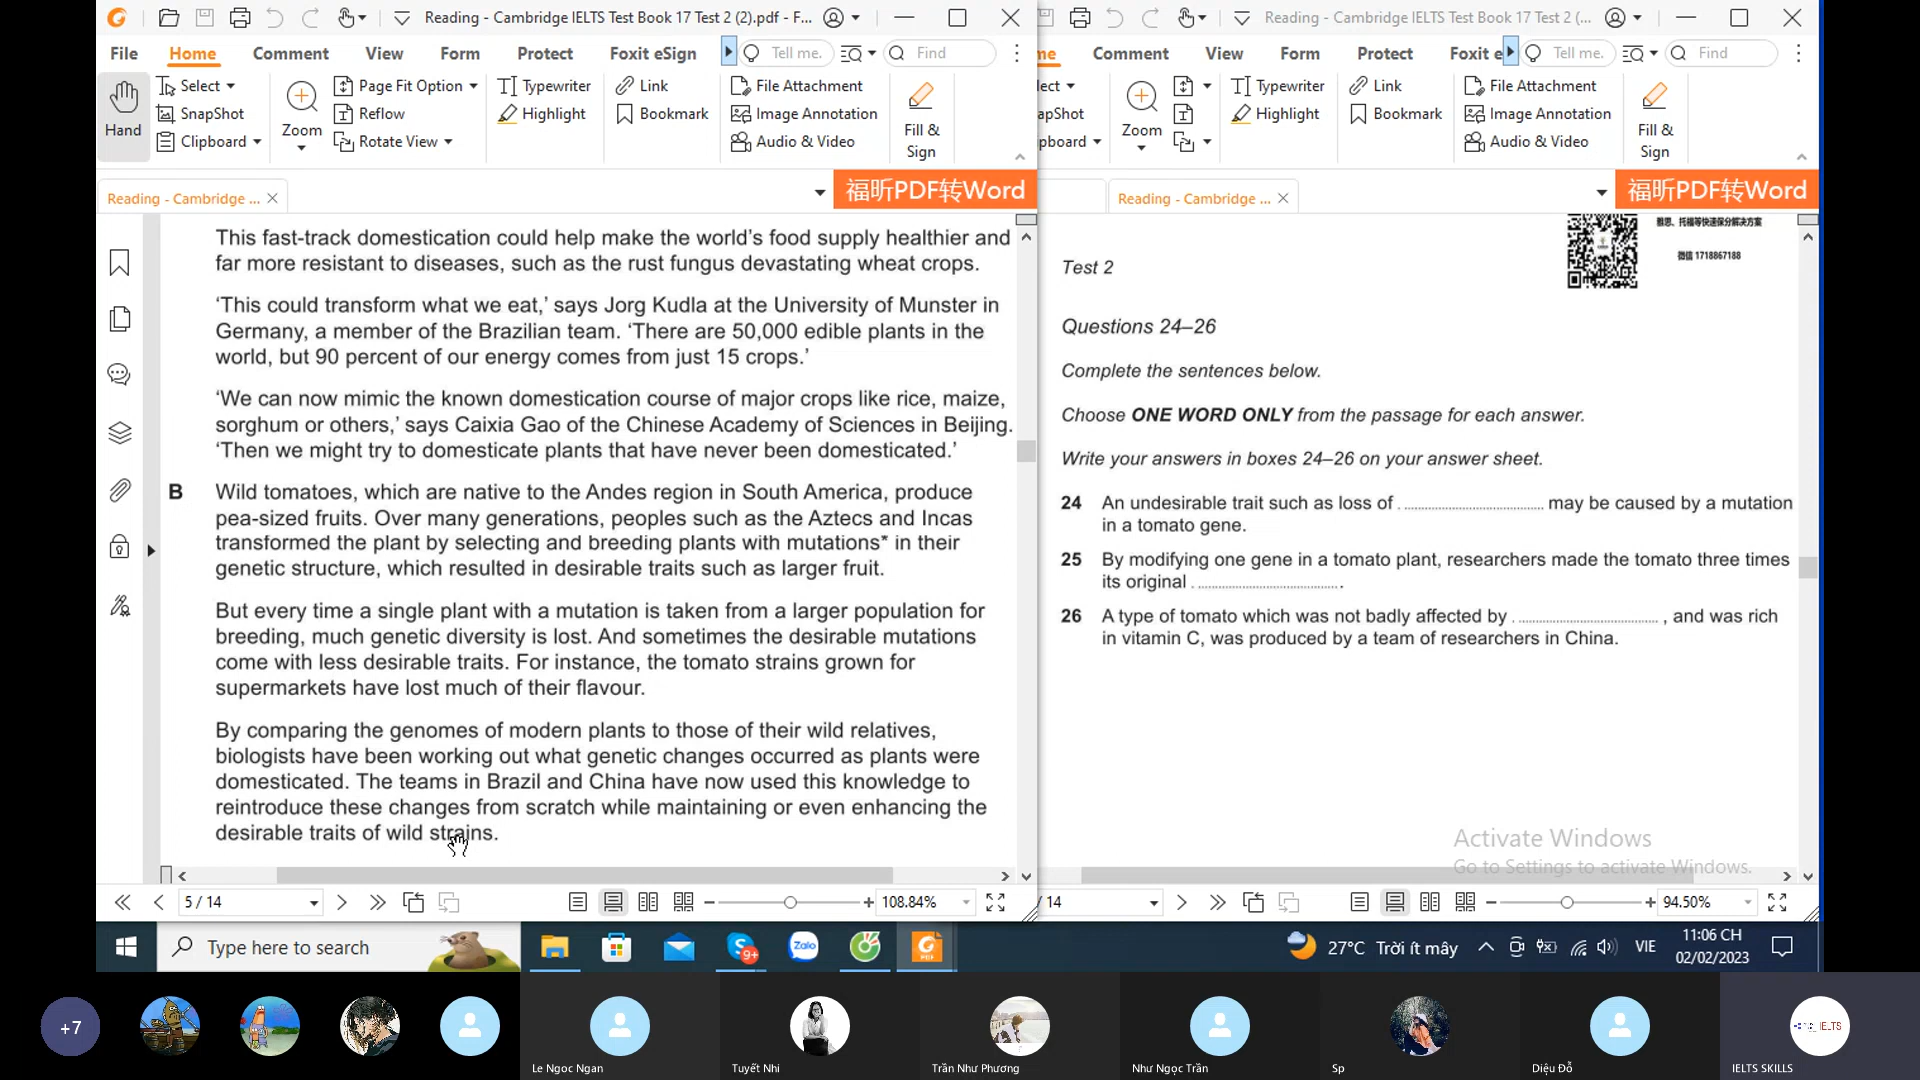 Reading - Cambridge IELTS Test Book 17 Test 2 (2).pdf - F...
File Home Comment View Form Protect Foxit eSign Tell me. Find
Hand
Select
SnapShot
Clipboard
Zoom
Page Fit Option
Reflow
Rotate View
Typewriter
Highlight
Link
Bookmark
File Attachment
Image Annotation
Audio & Video
Fill &
Sign
Reading - Cambridge ...
福昕PDF转Word
This fast-track domestication could help make the world's food supply healthier and
far more resistant to diseases, such as the rust fungus devastating wheat crops.
'This could transform what we eat,' says Jorg Kudla at the University of Munster in
Germany, a member of the Brazilian team. 'There are 50,000 edible plants in the
world, but 90 percent of our energy comes from just 15 crops.'
'We can now mimic the known domestication course of major crops like rice, maize,
sorghum or others,' says Caixia Gao of the Chinese Academy of Sciences in Beijing.
'Then we might try to domesticate plants that have never been domesticated.'
B Wild tomatoes, which are native to the Andes region in South America, produce
pea-sized fruits. Over many generations, peoples such as the Aztecs and Incas
transformed the plant by selecting and breeding plants with mutations* in their
genetic structure, which resulted in desirable traits such as larger fruit.
But every time a single plant with a mutation is taken from a larger population for
breeding, much genetic diversity is lost. And sometimes the desirable mutations
come with less desirable traits. For instance, the tomato strains grown for
supermarkets have lost much of their flavour.
By comparing the genomes of modern plants to those of their wild relatives,
biologists have been working out what genetic changes occurred as plants were
domesticated. The teams in Brazil and China have now used this knowledge to
reintroduce these changes from scratch while maintaining or even enhancing the
desirable traits of wild strains.
5 / 14
108.84%
Reading - Cambridge IELTS Test Book 17 Test 2 (...
me Comment View Form Protect Foxit e Tell me. Find
lect
apShot
pboard
Zoom
Typewriter
Highlight
Link
Bookmark
File Attachment
Image Annotation
Audio & Video
Fill &
Sign
Reading - Cambridge ...
福昕PDF转Word
雅思、托福等快速保分解决方案
微信 1718867188
Test 2
Questions 24–26
Complete the sentences below.
Choose ONE WORD ONLY from the passage for each answer.
Write your answers in boxes 24–26 on your answer sheet.
24 An undesirable trait such as loss of .................................... may be caused by a mutation
in a tomato gene.
25 By modifying one gene in a tomato plant, researchers made the tomato three times
its original .................................... .
26 A type of tomato which was not badly affected by .................................... , and was rich
in vitamin C, was produced by a team of researchers in China.
Activate Windows
Go to Settings to activate Windows.
/ 14
94.50%
Type here to search
9+
Zalo
PDF
27°C Trời ít mây
VIE
11:06 CH
02/02/2023
+7
Le Ngoc Ngan
Tuyết Nhi
Trần Như Phương
Như Ngọc Trần
Sp
Diệu Đỗ
IELTS
IELTS SKILLS